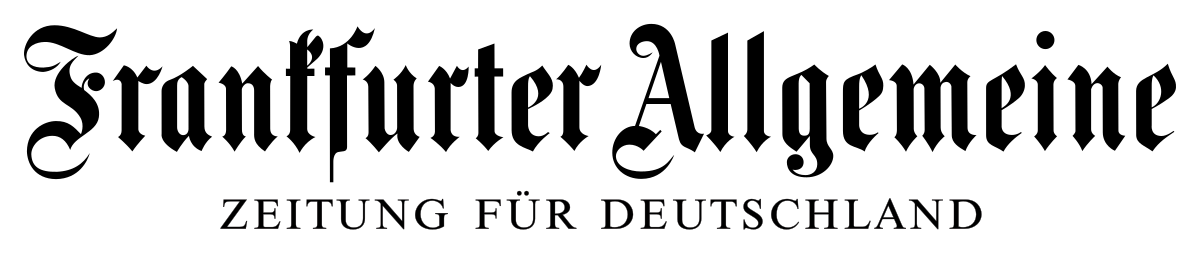 Frankfurter Allgemeine
ZEITUNG FÜR DEUTSCHLAND